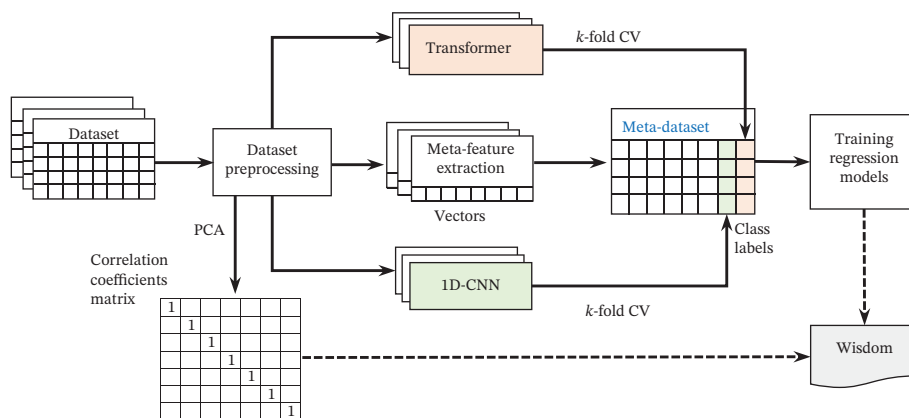 Transformer
k-fold CV
Dataset
Dataset
preprocessing
Meta-feature
extraction
Vectors
Meta-dataset
Training
regression
models
PCA
Class
labels
Correlation
coefficients
matrix
1D-CNN
k-fold CV
1
1
1
1
1
1
1
Wisdom